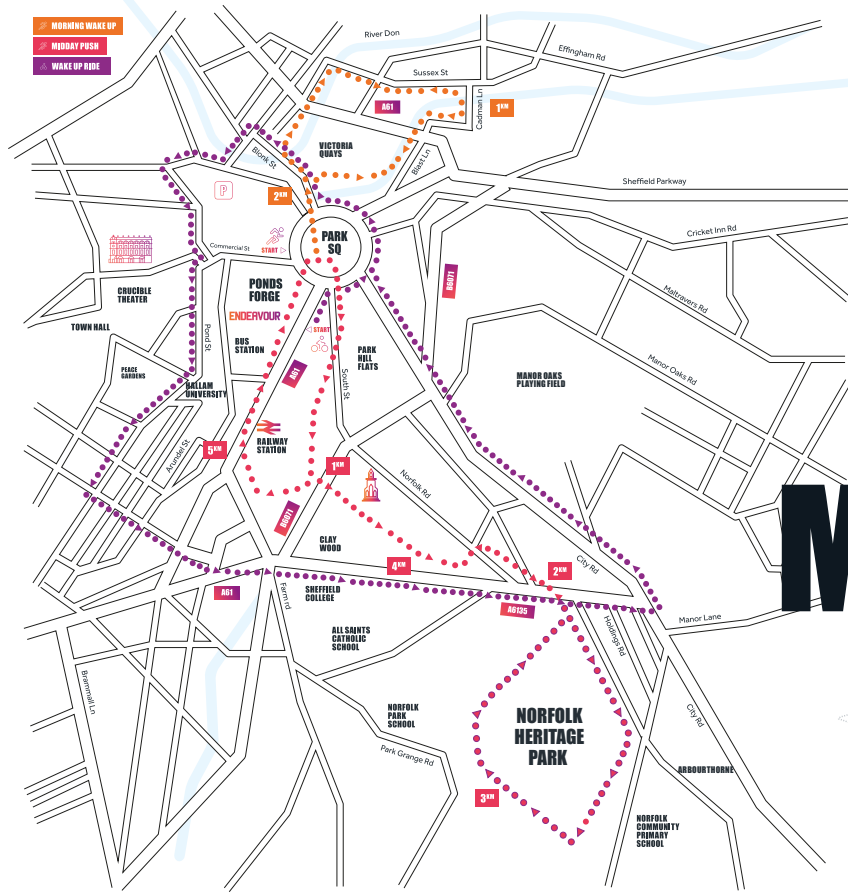 MORNING WAKE UP
MIDDAY PUSH
WAKE UP RIDE
River Don
Effingham Rd
Sussex St
A61
Cadman Ln
1KM
VICTORIA
QUAYS
Blonk St
Blast Ln
Sheffield Parkway
P
2KM
Cricket Inn Rd
START
PARK
SQ
Commercial St
B6071
CRUCIBLE
THEATER
PONDS
FORGE
Maltravers Rd
ENDEAVOUR
TOWN HALL
Pond St
START
BUS
STATION
PARK
HILL
FLATS
Manor Oaks Rd
PEACE
GARDENS
A61
South St
MANOR OAKS
PLAYING FIELD
HALLAM
UNIVERSITY
RAILWAY
STATION
5KM
Arundel St
1KM
Norfolk Rd
B6071
M
CLAY
WOOD
4KM
2KM
City Rd
A61
Farm rd
SHEFFIELD
COLLEGE
A6135
Manor Lane
Holdings Rd
ALL SAINTS
CATHOLIC
SCHOOL
Brammall Ln
NORFOLK
PARK
SCHOOL
NORFOLK
HERITAGE
PARK
City Rd
Park Grange Rd
ARBOURTHORNE
3KM
NORFOLK
COMMUNITY
PRIMARY
SCHOOL